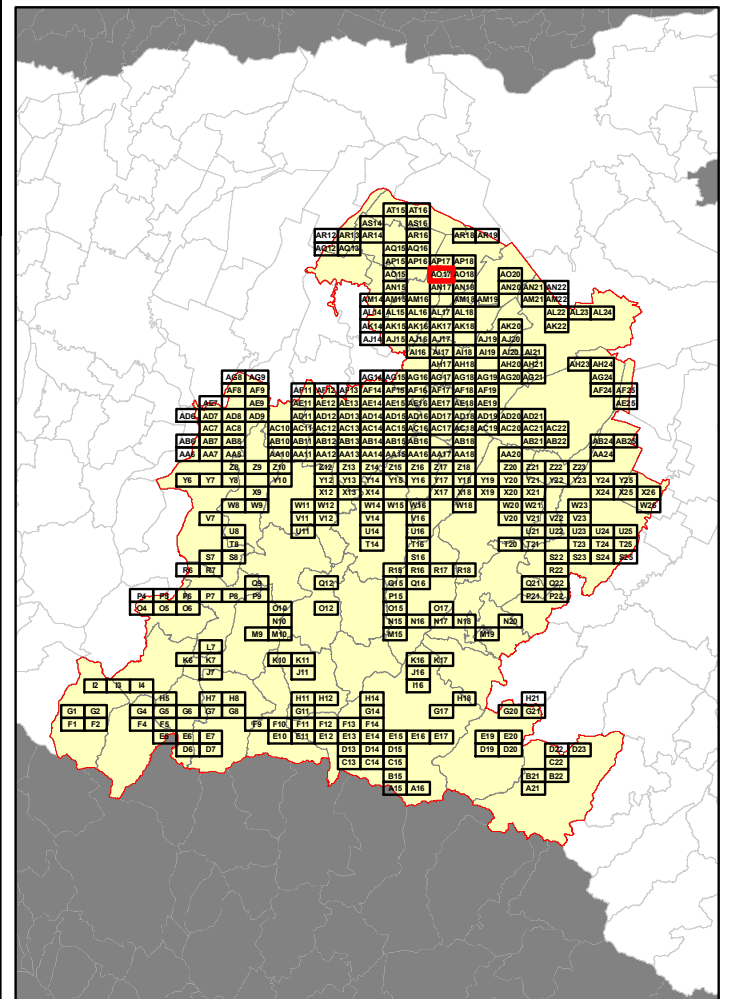 AT15 AT16
AS14 AS16
AR12 AR13 AR14 AR16 AR18 AR19
AQ12 AQ13 AQ15 AQ16
AP15 AP16 AP17 AP18
AO15 AO17 AO18 AO20
AN15 AN17 AN18 AN20 AN21 AN22
AM14 AM15 AM16 AM18 AM19 AM21 AM22
AL14 AL15 AL16 AL17 AL18 AL22 AL23 AL24
AK14 AK15 AK16 AK17 AK18 AK20 AK22
AJ14 AJ15 AJ16 AJ17 AJ19 AJ20
AI16 AI17 AI18 AI19 AI20 AI21
AH17 AH18 AH20 AH21 AH23 AH24
AG8 AG9 AG14 AG15 AG16 AG17 AG18 AG19 AG20 AG21 AG24
AF8 AF9 AF11 AF12 AF13 AF14 AF15 AF16 AF17 AF18 AF19 AF24 AF25
AE7 AE9 AE11 AE12 AE13 AE14 AE15 AE16 AE17 AE18 AE19 AE25
AD6 AD7 AD8 AD9 AD11 AD12 AD13 AD14 AD15 AD16 AD17 AD18 AD19 AD20 AD21
AC7 AC8 AC10 AC11 AC12 AC13 AC14 AC15 AC16 AC17 AC18 AC19 AC20 AC21 AC22
AB6 AB7 AB8 AB10 AB11 AB12 AB13 AB14 AB15 AB16 AB18 AB21 AB22 AB24 AB25
AA6 AA7 AA8 AA10 AA11 AA12 AA13 AA14 AA15 AA16 AA17 AA18 AA20 AA24
Z8 Z9 Z10 Z12 Z13 Z14 Z15 Z16 Z17 Z18 Z20 Z21 Z22 Z23
Y6 Y7 Y8 Y10 Y12 Y13 Y14 Y15 Y16 Y17 Y18 Y19 Y20 Y21 Y22 Y23 Y24 Y25
X9 X12 X13 X14 X17 X18 X19 X20 X21 X24 X25 X26
W8 W9 W11 W12 W14 W15 W16 W18 W20 W21 W23 W26
V7 V11 V12 V14 V16 V20 V21 V22 V23
U8 U11 U14 U16 U21 U22 U23 U24 U25
T8 T14 T16 T20 T21 T23 T24 T25
S7 S8 S16 S22 S23 S24 S25
R6 R7 R15 R16 R17 R18 R22
Q9 Q12 Q15 Q16 Q21 Q22
P4 P5 P6 P7 P8 P9 P15 P21 P22
O4 O5 O6 O10 O12 O15 O17
N10 N15 N16 N17 N18 N20
M9 M10 M15 M19
L7
K6 K7 K10 K11 K16 K17
J7 J11 J16
I2 I3 I4 I16
H5 H7 H8 H11 H12 H14 H18 H21
G1 G2 G4 G5 G6 G7 G8 G11 G14 G17 G20 G21
F1 F2 F4 F5 F9 F10 F11 F12 F13 F14
E5 E6 E7 E10 E11 E12 E13 E14 E15 E16 E17 E19 E20
D6 D7 D13 D14 D15 D19 D20 D22 D23
C13 C14 C15 C22
B15 B21 B22
A15 A16 A21